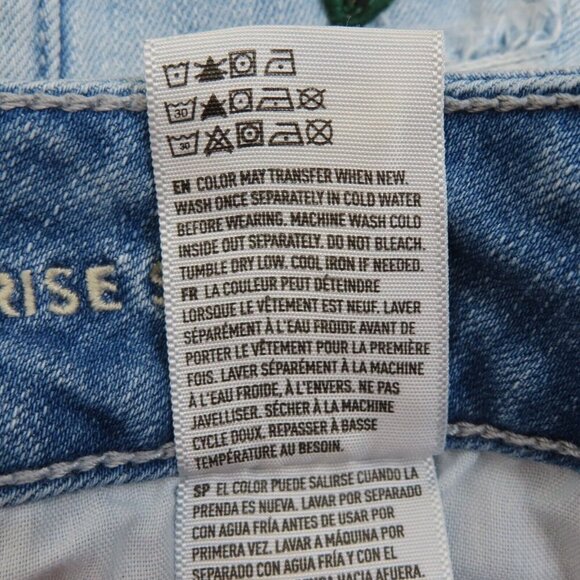 30
30
EN COLOR MAY TRANSFER WHEN NEW.
WASH ONCE SEPARATELY IN COLD WATER
BEFORE WEARING. MACHINE WASH COLD
INSIDE OUT SEPARATELY. DO NOT BLEACH.
TUMBLE DRY LOW. COOL IRON IF NEEDED.
FR LA COULEUR PEUT DÉTEINDRE
LORSQUE LE VÊTEMENT EST NEUF. LAVER
SÉPARÉMENT À L'EAU FROIDE AVANT DE
PORTER LE VÊTEMENT POUR LA PREMIÈRE
FOIS. LAVER SÉPARÉMENT À LA MACHINE
À L'EAU FROIDE, À L'ENVERS. NE PAS
JAVELLISER. SÉCHER À LA MACHINE
CYCLE DOUX. REPASSER À BASSE
TEMPÉRATURE AU BESOIN.
SP EL COLOR PUEDE SALIRSE CUANDO LA
PRENDA ES NUEVA. LAVAR POR SEPARADO
CON AGUA FRÍA ANTES DE USAR POR
PRIMERA VEZ. LAVAR A MÁQUINA POR
SEPARADO CON AGUA FRÍA Y CON EL
RISE